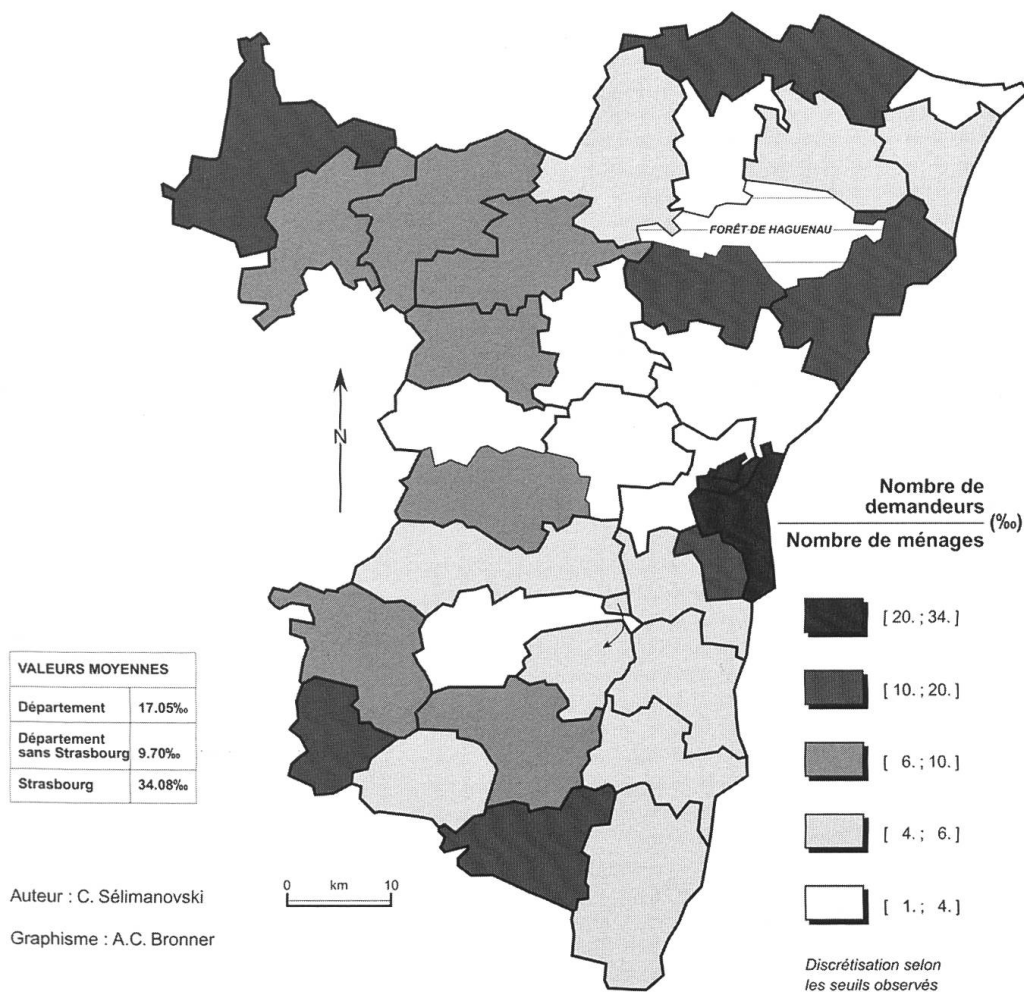 FORÊT DE HAGUENAU
N
Nombre de
demandeurs
(‰)
Nombre de ménages
[ 20. ; 34. ]
[ 10. ; 20. ]
[ 6. ; 10. ]
[ 4. ; 6. ]
[ 1. ; 4. ]
Discrétisation selon
les seuils observés
VALEURS MOYENNES
Département 17.05‰
Département
sans Strasbourg 9.70‰
Strasbourg 34.08‰
Auteur : C. Sélimanovski
Graphisme : A.C. Bronner
0 km 10